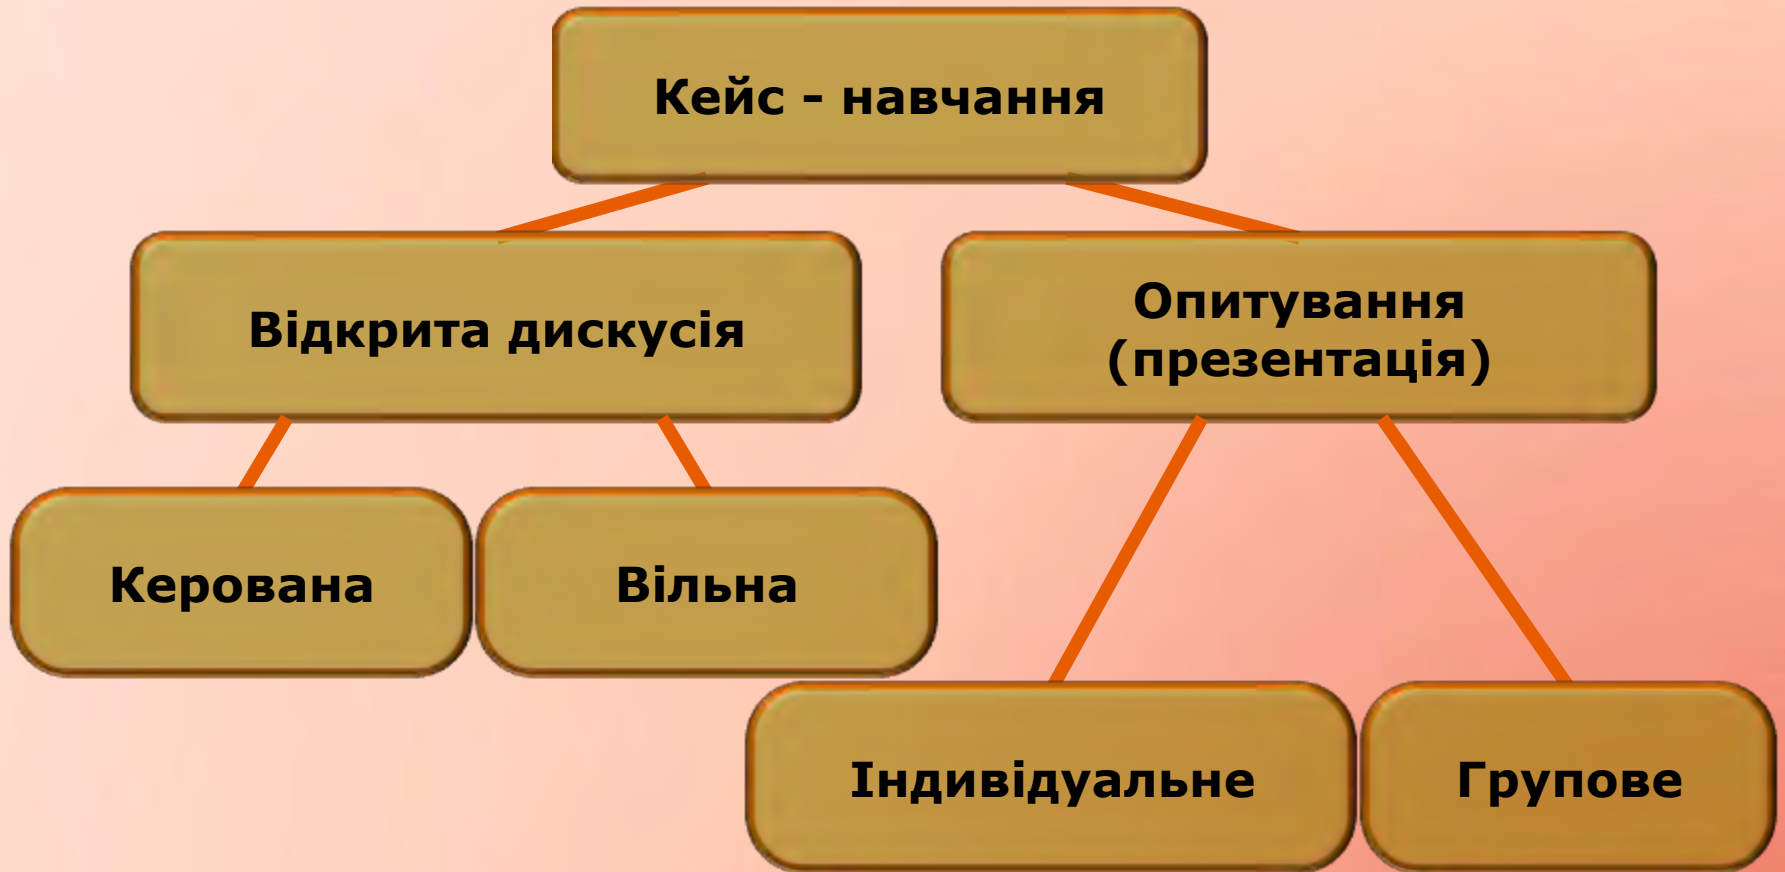 Кейс - навчання
Відкрита дискусія
Опитування
(презентація)
Керована
Вільна
Індивідуальне
Групове